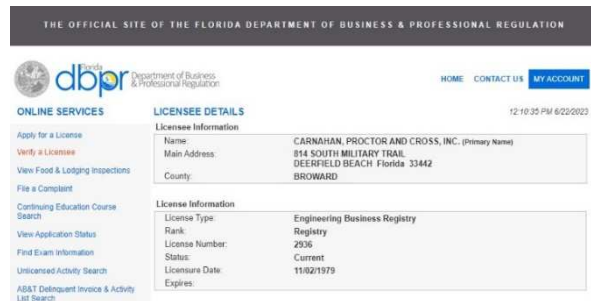 THE OFFICIAL SITE OF THE FLORIDA DEPARTMENT OF BUSINESS & PROFESSIONAL REGULATION
Florida
dbpr Department of Business
& Professional Regulation
HOME CONTACT US MY ACCOUNT
ONLINE SERVICES
Apply for a License
Verify a Licensee
View Food & Lodging Inspections
File a Complaint
Continuing Education Course
Search
View Application Status
Find Exam Information
Unlicensed Activity Search
AB&T Delinquent Invoice & Activity
List Search
LICENSEE DETAILS 12:10:35 PM 6/22/2023
Licensee Information
Name: CARNAHAN, PROCTOR AND CROSS, INC. (Primary Name)
Main Address: 814 SOUTH MILITARY TRAIL
DEERFIELD BEACH Florida 33442
County: BROWARD
License Information
License Type: Engineering Business Registry
Rank: Registry
License Number: 2936
Status: Current
Licensure Date: 11/02/1979
Expires: